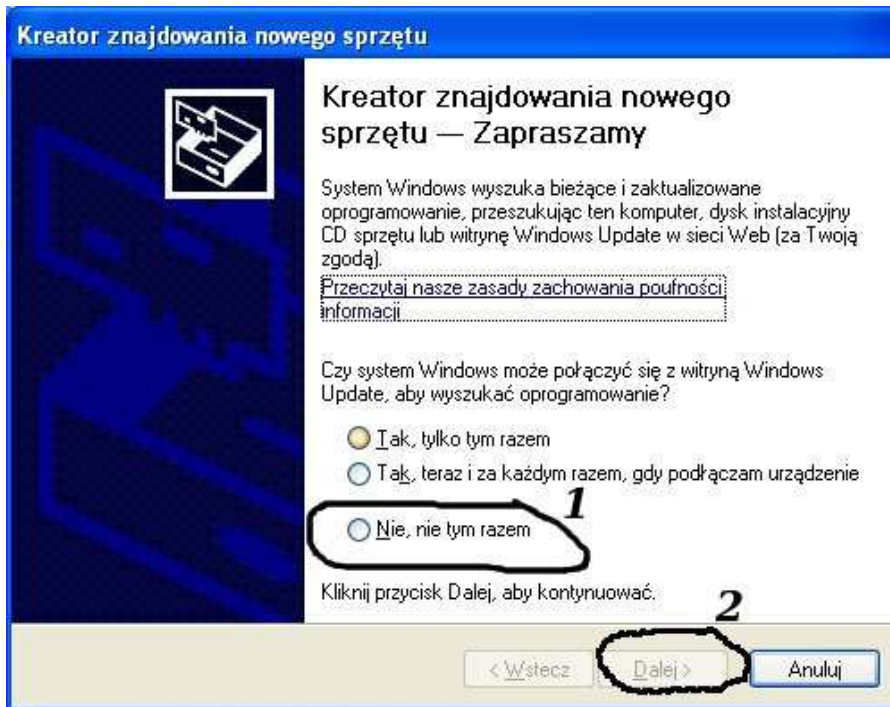 Kreator znajdowania nowego sprzętu
Kreator znajdowania nowego
sprzętu — Zapraszamy
System Windows wyszuka bieżące i zaktualizowane
oprogramowanie, przeszukując ten komputer, dysk instalacyjny
CD sprzętu lub witrynę Windows Update w sieci Web (za Twoją
zgodą).
Przeczytaj nasze zasady zachowania poufności
informacji
Czy system Windows może połączyć się z witryną Windows
Update, aby wyszukać oprogramowanie?
Tak, tylko tym razem
Tak, teraz i za każdym razem, gdy podłączam urządzenie
1
Nie, nie tym razem
Kliknij przycisk Dalej, aby kontynuować.
2
< Wstecz Dalej > Anuluj